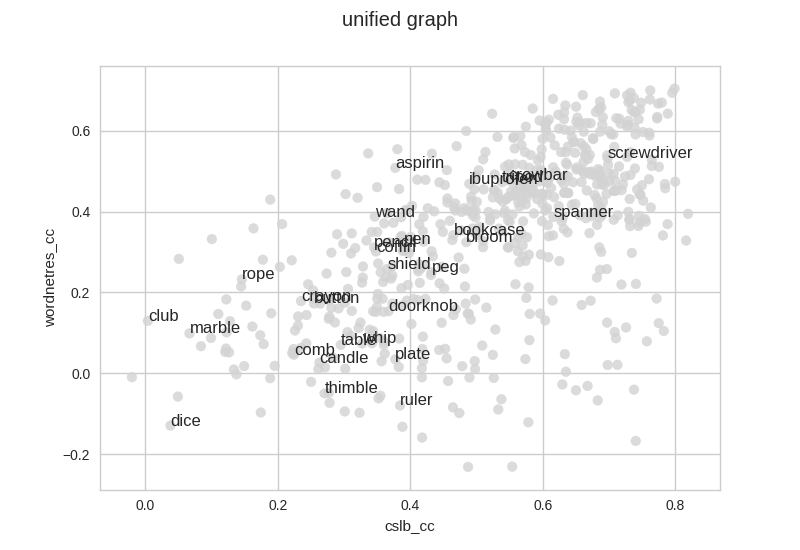 unified graph
0.6
0.4
0.2
0.0
−0.2
wordnetres_cc
screwdriver
aspirin
ibuprofen
crowbar
wand
spanner
bookcase
broom
pencil
pen
coffin
shield
peg
rope
crayon
button
doorknob
club
marble
table
whip
comb
candle
plate
thimble
ruler
dice
0.0 0.2 0.4 0.6 0.8
cslb_cc